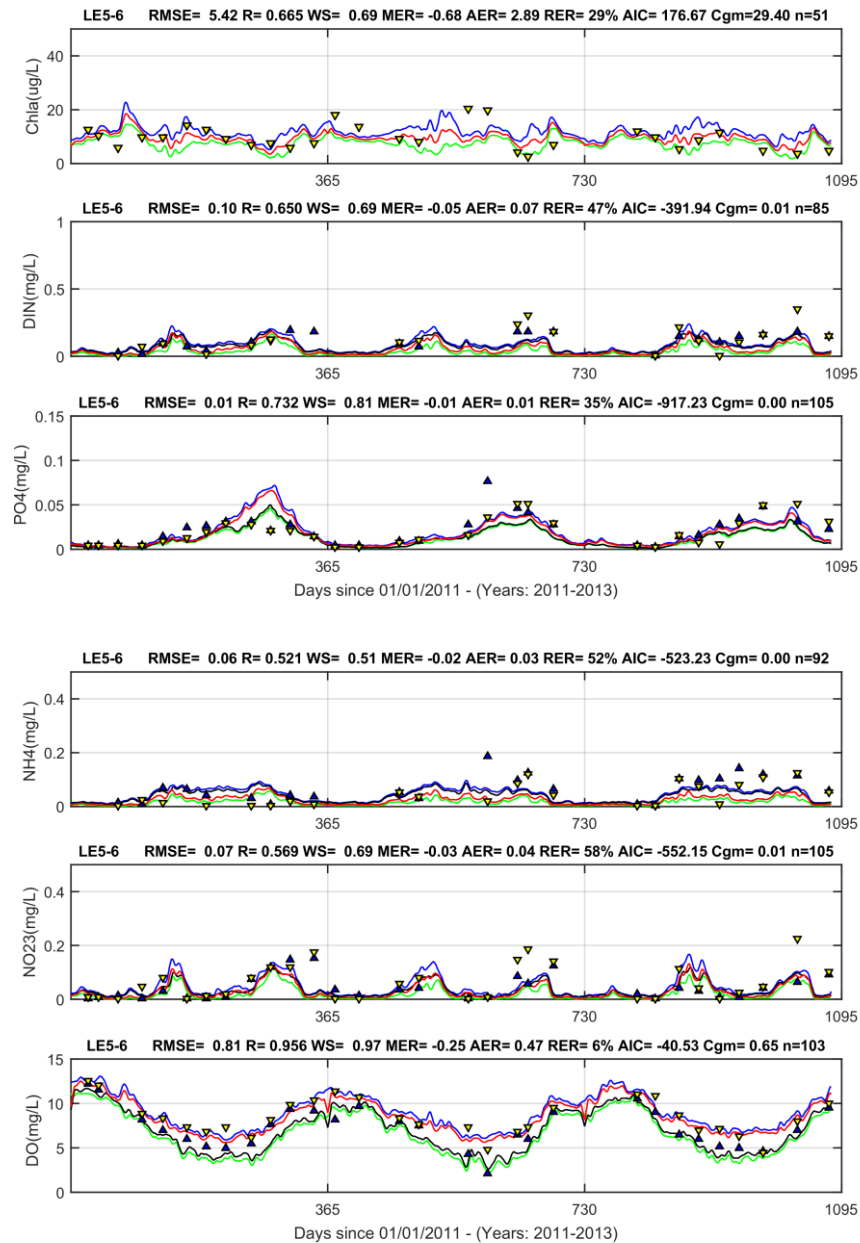 LE5-6 RMSE= 5.42 R= 0.665 WS= 0.69 MER= -0.68 AER= 2.89 RER= 29% AIC= 176.67 Cgm=29.40 n=51
Chla(ug/L)
40
20
0
365
730
1095
LE5-6 RMSE= 0.10 R= 0.650 WS= 0.69 MER= -0.05 AER= 0.07 RER= 47% AIC= -391.94 Cgm= 0.01 n=85
DIN(mg/L)
1
0.5
0
365
730
1095
LE5-6 RMSE= 0.01 R= 0.732 WS= 0.81 MER= -0.01 AER= 0.01 RER= 35% AIC= -917.23 Cgm= 0.00 n=105
PO4(mg/L)
0.15
0.1
0.05
0
365
730
1095
Days since 01/01/2011 - (Years: 2011-2013)
LE5-6 RMSE= 0.06 R= 0.521 WS= 0.51 MER= -0.02 AER= 0.03 RER= 52% AIC= -523.23 Cgm= 0.00 n=92
NH4(mg/L)
0.4
0.2
0
365
730
1095
LE5-6 RMSE= 0.07 R= 0.569 WS= 0.69 MER= -0.03 AER= 0.04 RER= 58% AIC= -552.15 Cgm= 0.01 n=105
NO23(mg/L)
0.4
0.2
0
365
730
1095
LE5-6 RMSE= 0.81 R= 0.956 WS= 0.97 MER= -0.25 AER= 0.47 RER= 6% AIC= -40.53 Cgm= 0.65 n=103
DO(mg/L)
15
10
5
0
365
730
1095
Days since 01/01/2011 - (Years: 2011-2013)